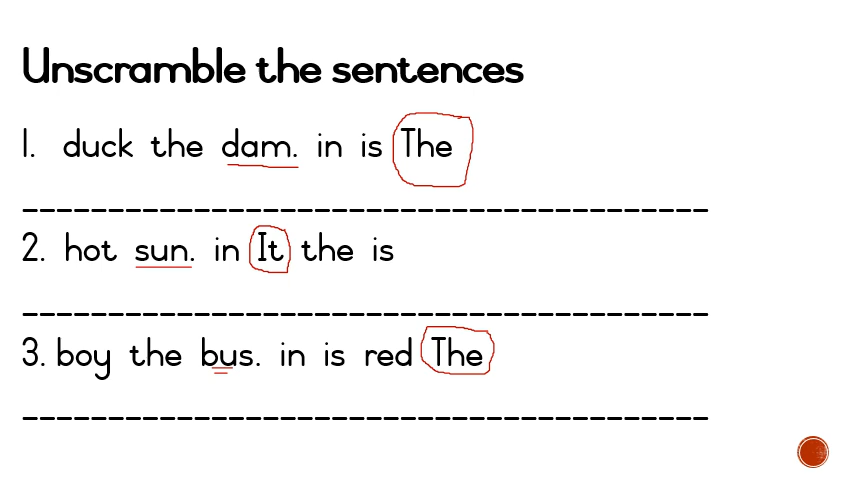 Unscramble the sentences
1. duck the dam. in is The
2. hot sun. in It the is
3. boy the bus. in is red The